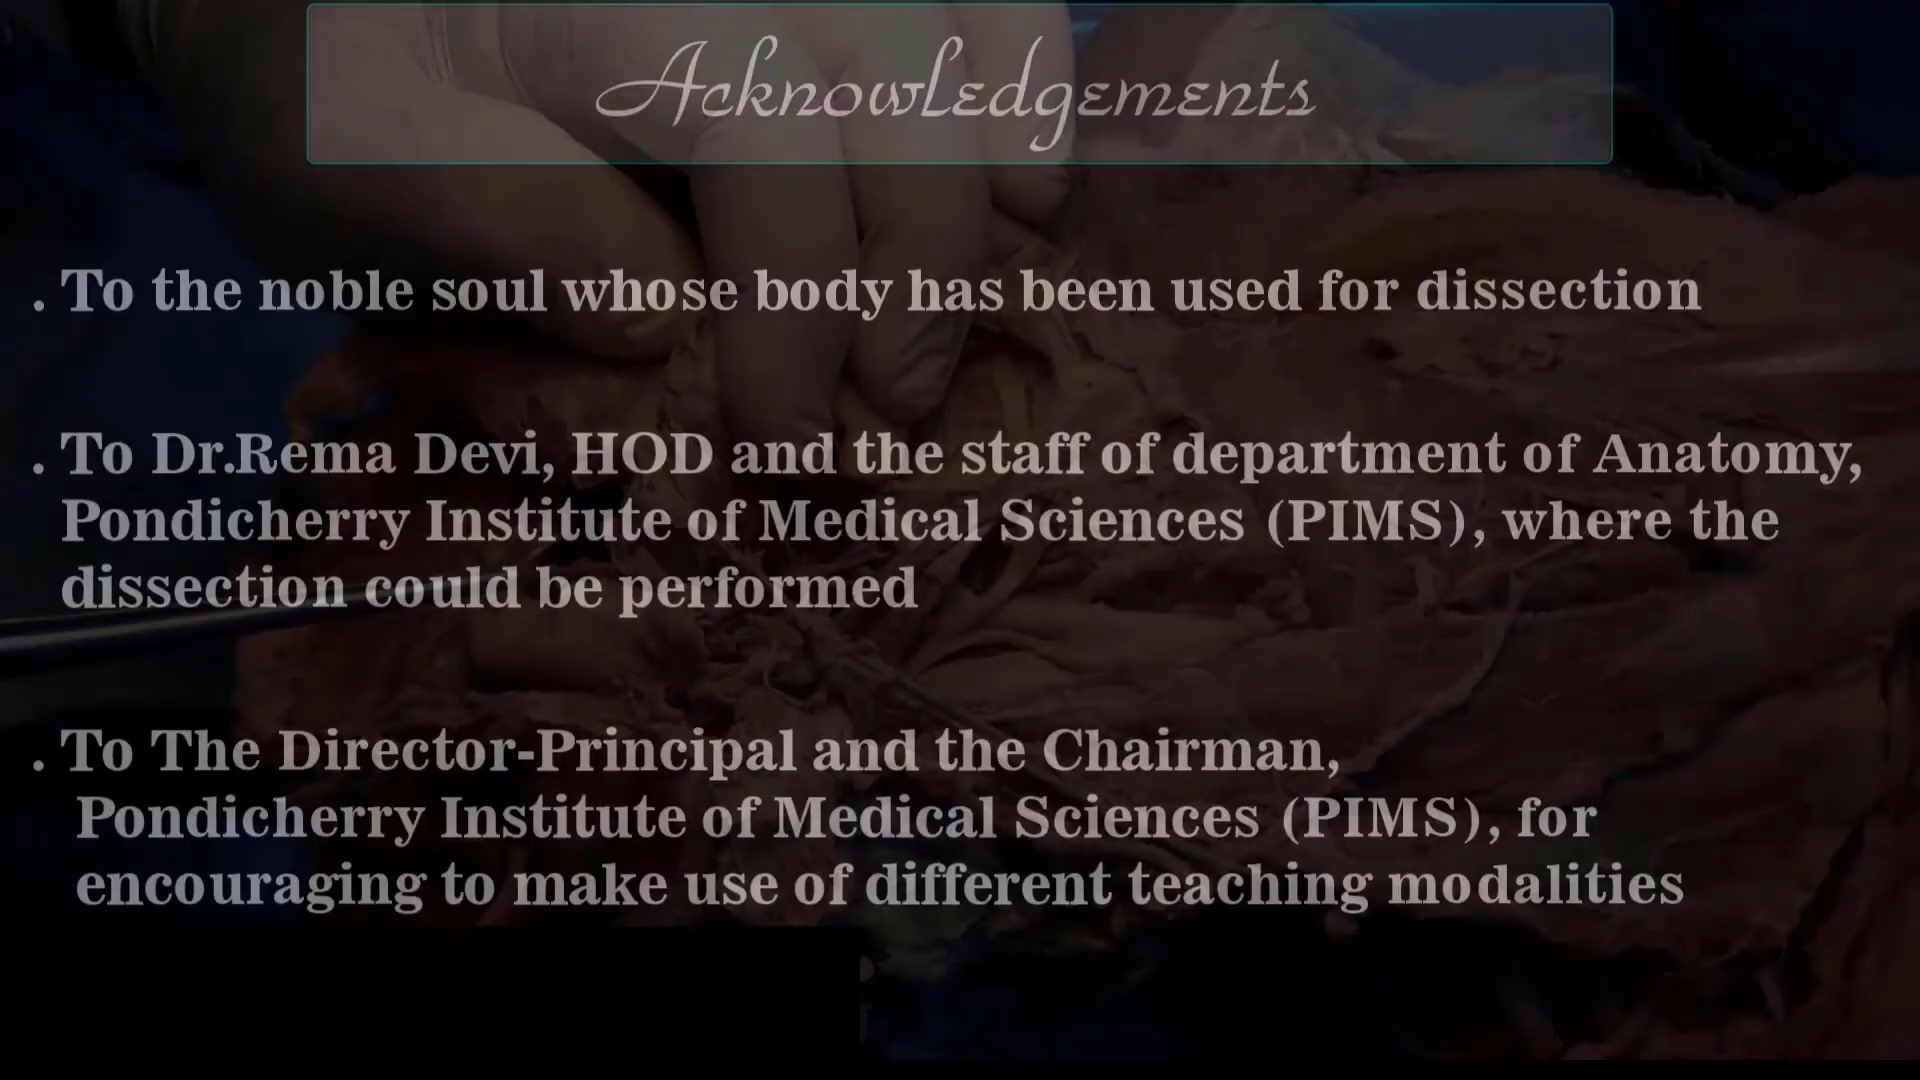 Acknowledgements
. To the noble soul whose body has been used for dissection
. To Dr.Rema Devi, HOD and the staff of department of Anatomy,
Pondicherry Institute of Medical Sciences (PIMS), where the
dissection could be performed
. To The Director-Principal and the Chairman,
Pondicherry Institute of Medical Sciences (PIMS), for
encouraging to make use of different teaching modalities